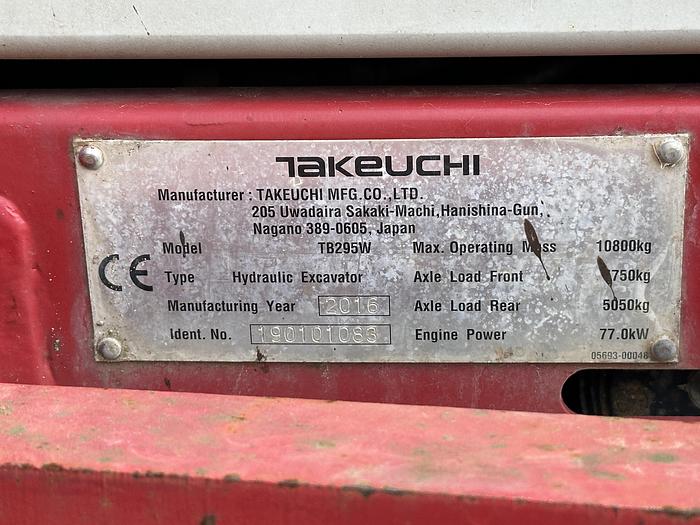 TAKEUCHI
Manufacturer : TAKEUCHI MFG.CO.,LTD.
205 Uwadaira Sakaki-Machi,Hanishina-Gun,
Nagano 389-0605, Japan
Model TB295W Max. Operating Mass 10800kg
CE Type Hydraulic Excavator Axle Load Front
Manufacturing Year 2016 Axle Load Rear 5050kg
Ident. No. 190101083 Engine Power 77.0kW
05693-00048